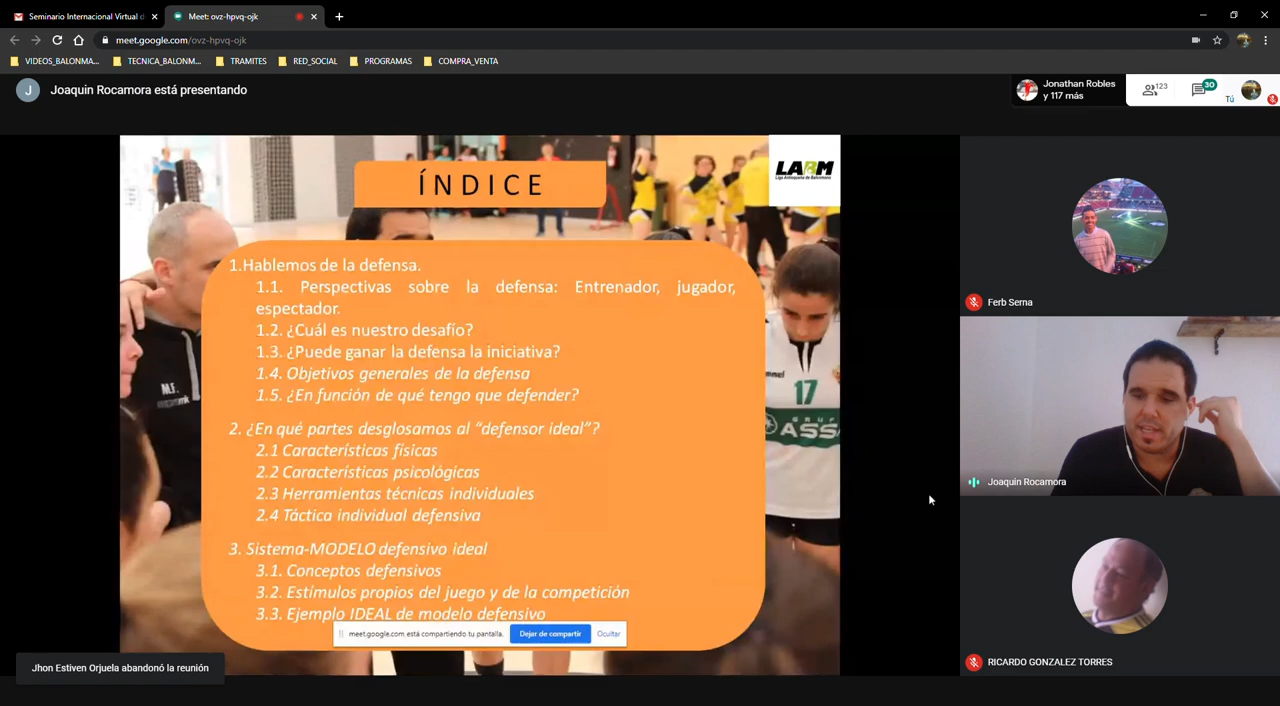 Seminario Internacional Virtual d
Meet: ovz-hpvq-ojk
meet.google.com/ovz-hpvq-ojk
VIDEOS_BALONMA...
TECNICA_BALONM...
TRAMITES
RED_SOCIAL
PROGRAMAS
COMPRA_VENTA
J
Joaquin Rocamora está presentando
Jonathan Robles
y 117 más
123
30
Tú
ÍNDICE
LABM
Liga Antioqueña de Balonmano
1.Hablemos de la defensa.
1.1. Perspectivas sobre la defensa: Entrenador, jugador,
espectador.
1.2. ¿Cuál es nuestro desafío?
1.3. ¿Puede ganar la defensa la iniciativa?
1.4. Objetivos generales de la defensa
1.5. ¿En función de qué tengo que defender?
2. ¿En qué partes desglosamos al “defensor ideal”?
2.1 Características físicas
2.2 Características psicológicas
2.3 Herramientas técnicas individuales
2.4 Táctica individual defensiva
3. Sistema-MODELO defensivo ideal
3.1. Conceptos defensivos
3.2. Estímulos propios del juego y de la competición
3.3. Ejemplo IDEAL de modelo defensivo
M.F.
17
ASS
meet.google.com está compartiendo tu pantalla.
Dejar de compartir
Ocultar
Jhon Estiven Orjuela abandonó la reunión
Ferb Serna
Joaquin Rocamora
RICARDO GONZALEZ TORRES